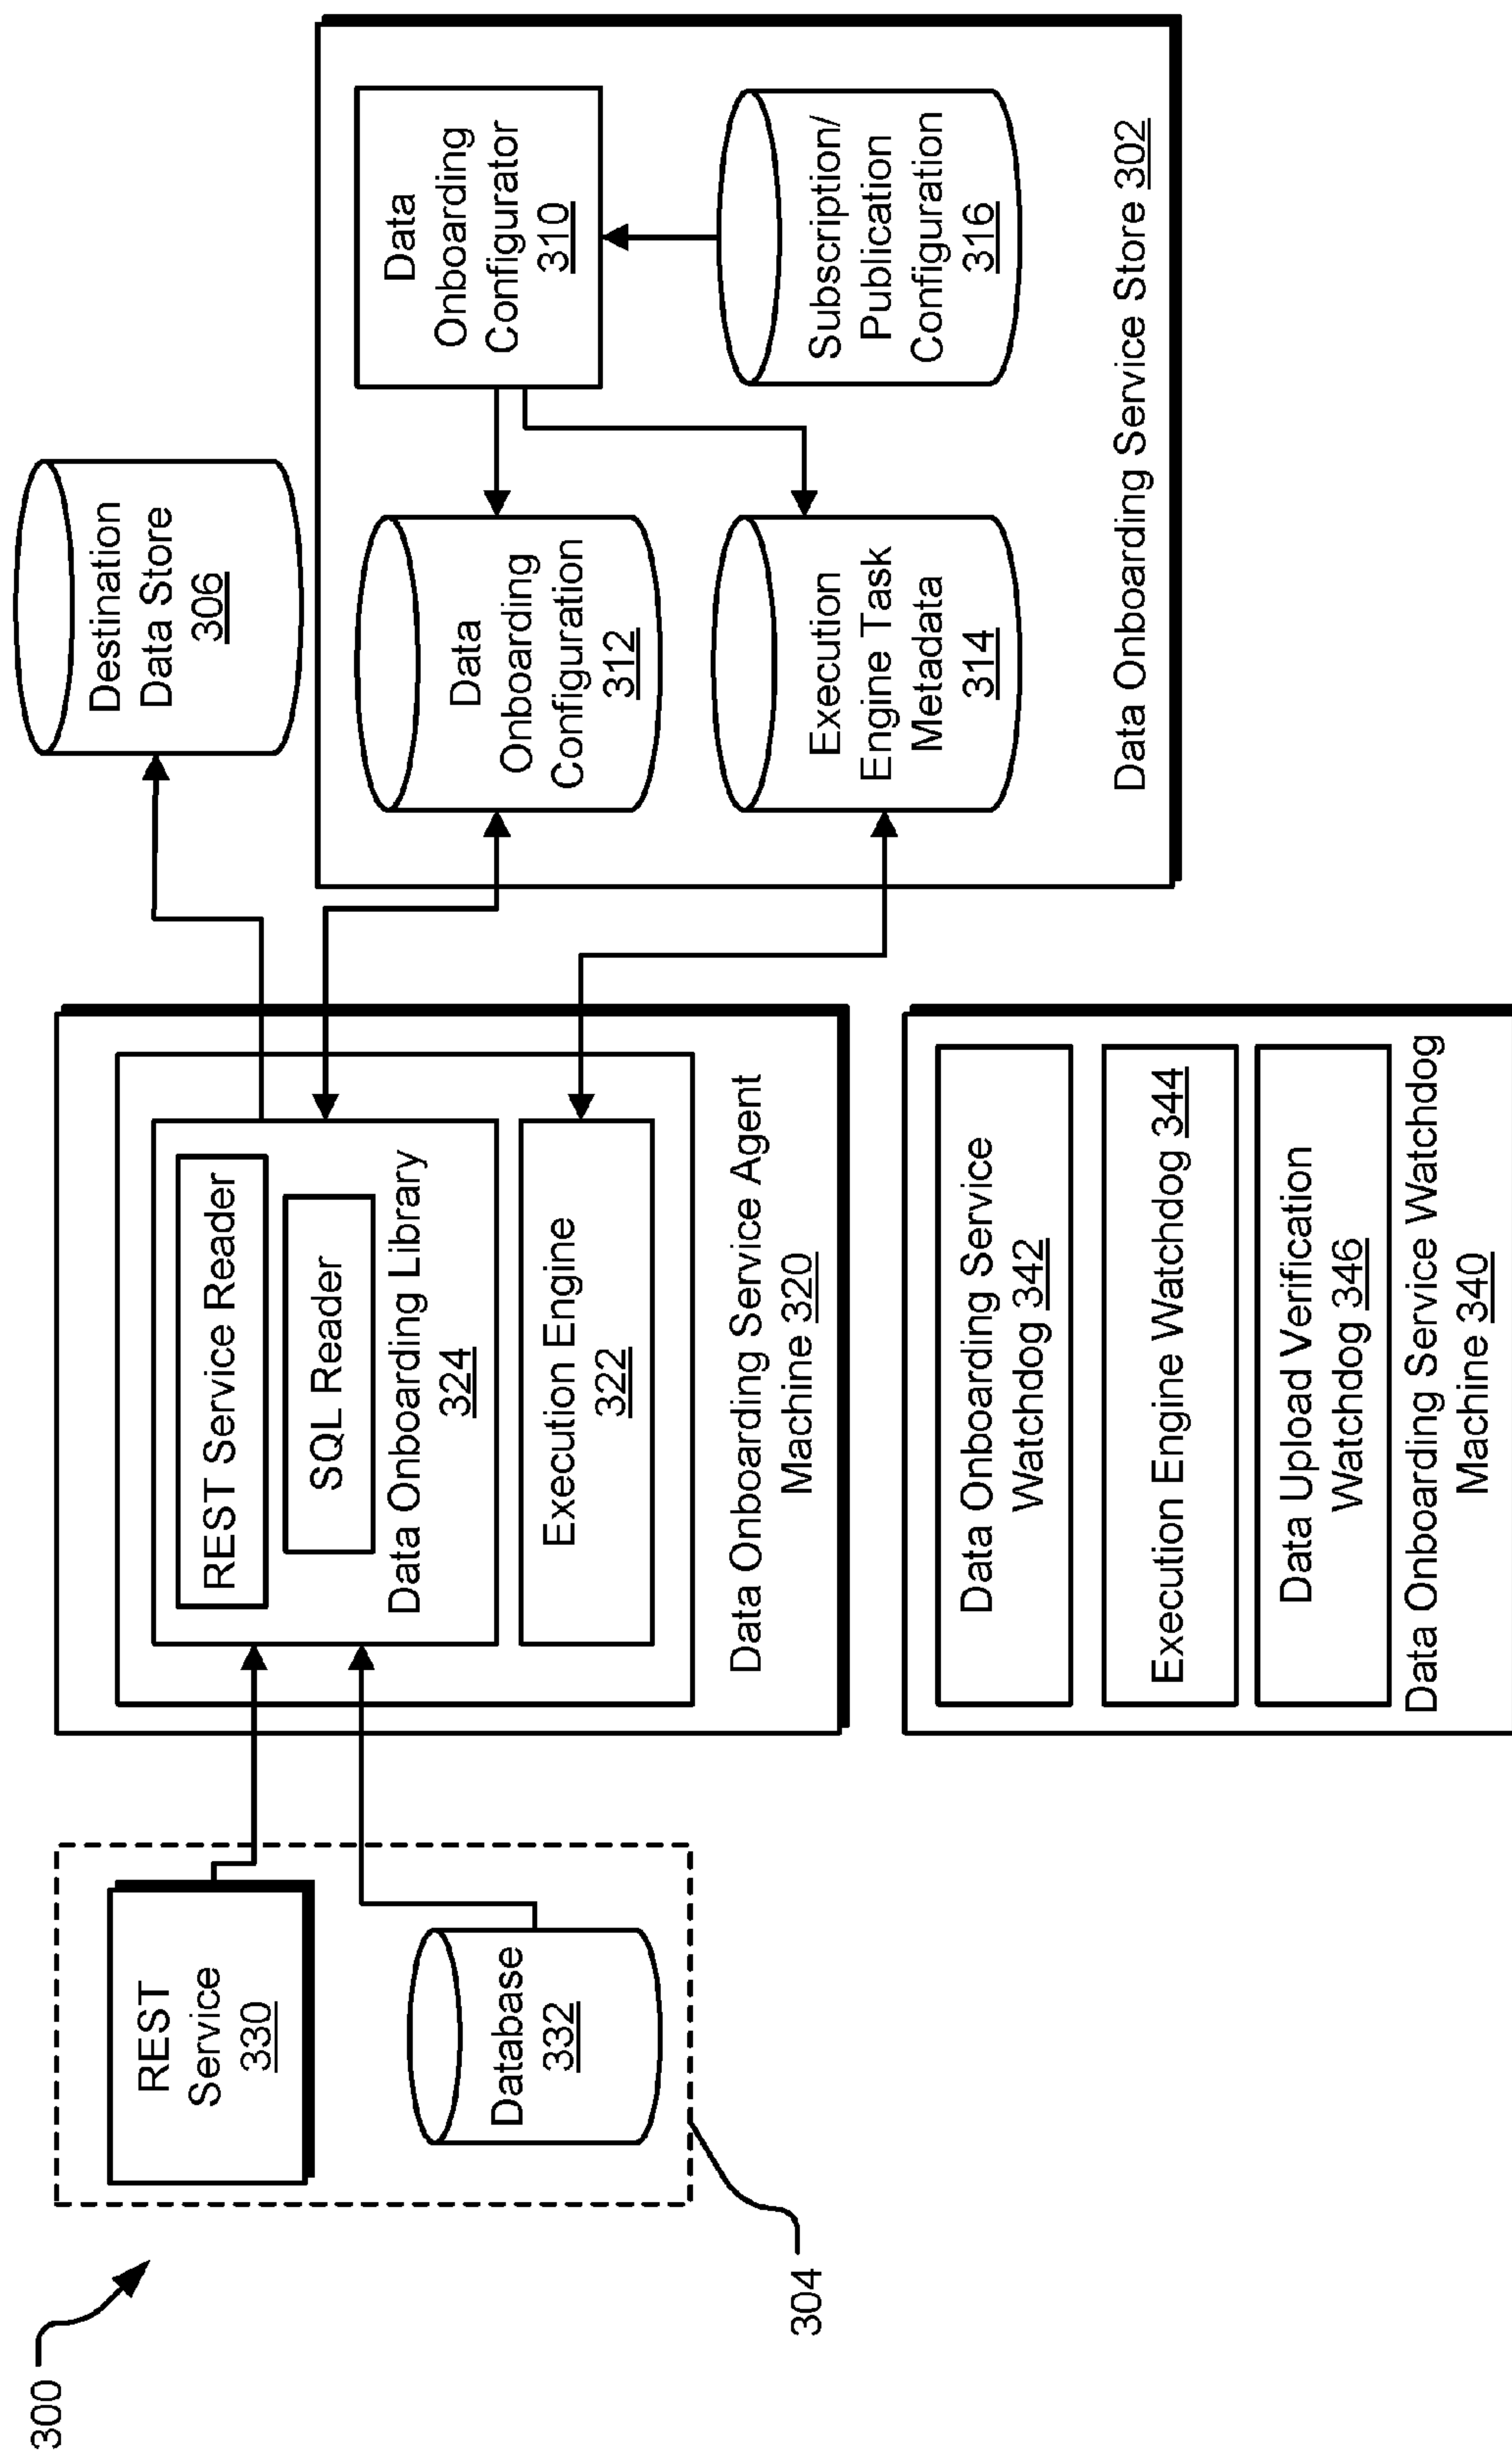 300
REST
Service
330
Database
332
304
REST Service Reader
SQL Reader
Data Onboarding Library
324
Execution Engine
322
Data Onboarding Service Agent
Machine 320
Data Onboarding Service
Watchdog 342
Execution Engine Watchdog 344
Data Upload Verification
Watchdog 346
Data Onboarding Service Watchdog
Machine 340
Destination
Data Store
306
Data
Onboarding
Configuration
312
Execution
Engine Task
Metadata
314
Data
Onboarding
Configurator
310
Subscription/
Publication
Configuration
316
Data Onboarding Service Store 302